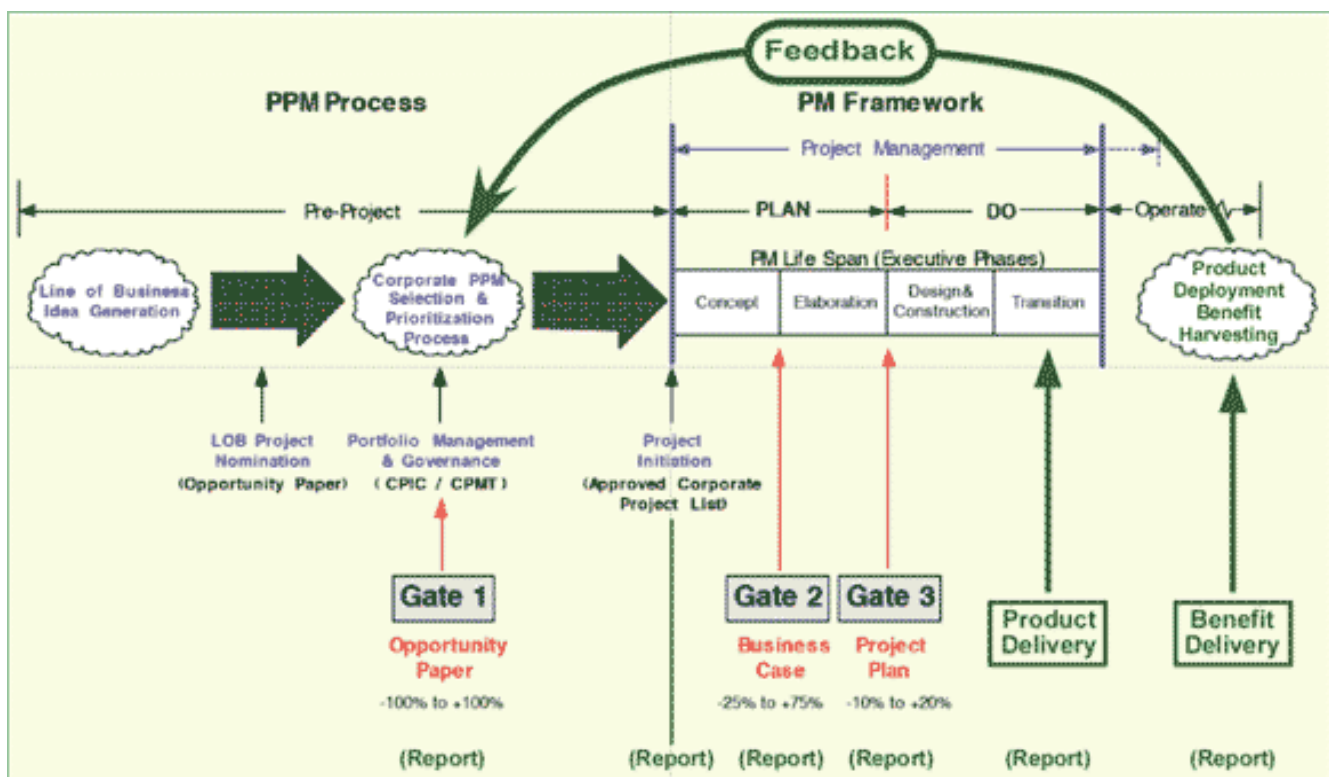 Feedback
PPM Process
PM Framework
Project Management
Pre-Project
PLAN
DO
Operate
PM Life Span (Executive Phases)
Line of Business
Idea Generation
Corporate PPM
Selection &
Prioritization
Process
Concept
Elaboration
Design&
Construction
Transition
Product
Deployment
Benefit
Harvesting
LOB Project
Nomination
(Opportunity Paper)
Portfolio Management
& Governance
( CPIC / CPMT)
Project
Initiation
(Approved Corporate
Project List)
Gate 1
Opportunity
Paper
-100% to +100%
Gate 2
Business
Case
-25% to +75%
Gate 3
Project
Plan
-10% to +20%
Product
Delivery
Benefit
Delivery
(Report)
(Report)
(Report)
(Report)
(Report)
(Report)